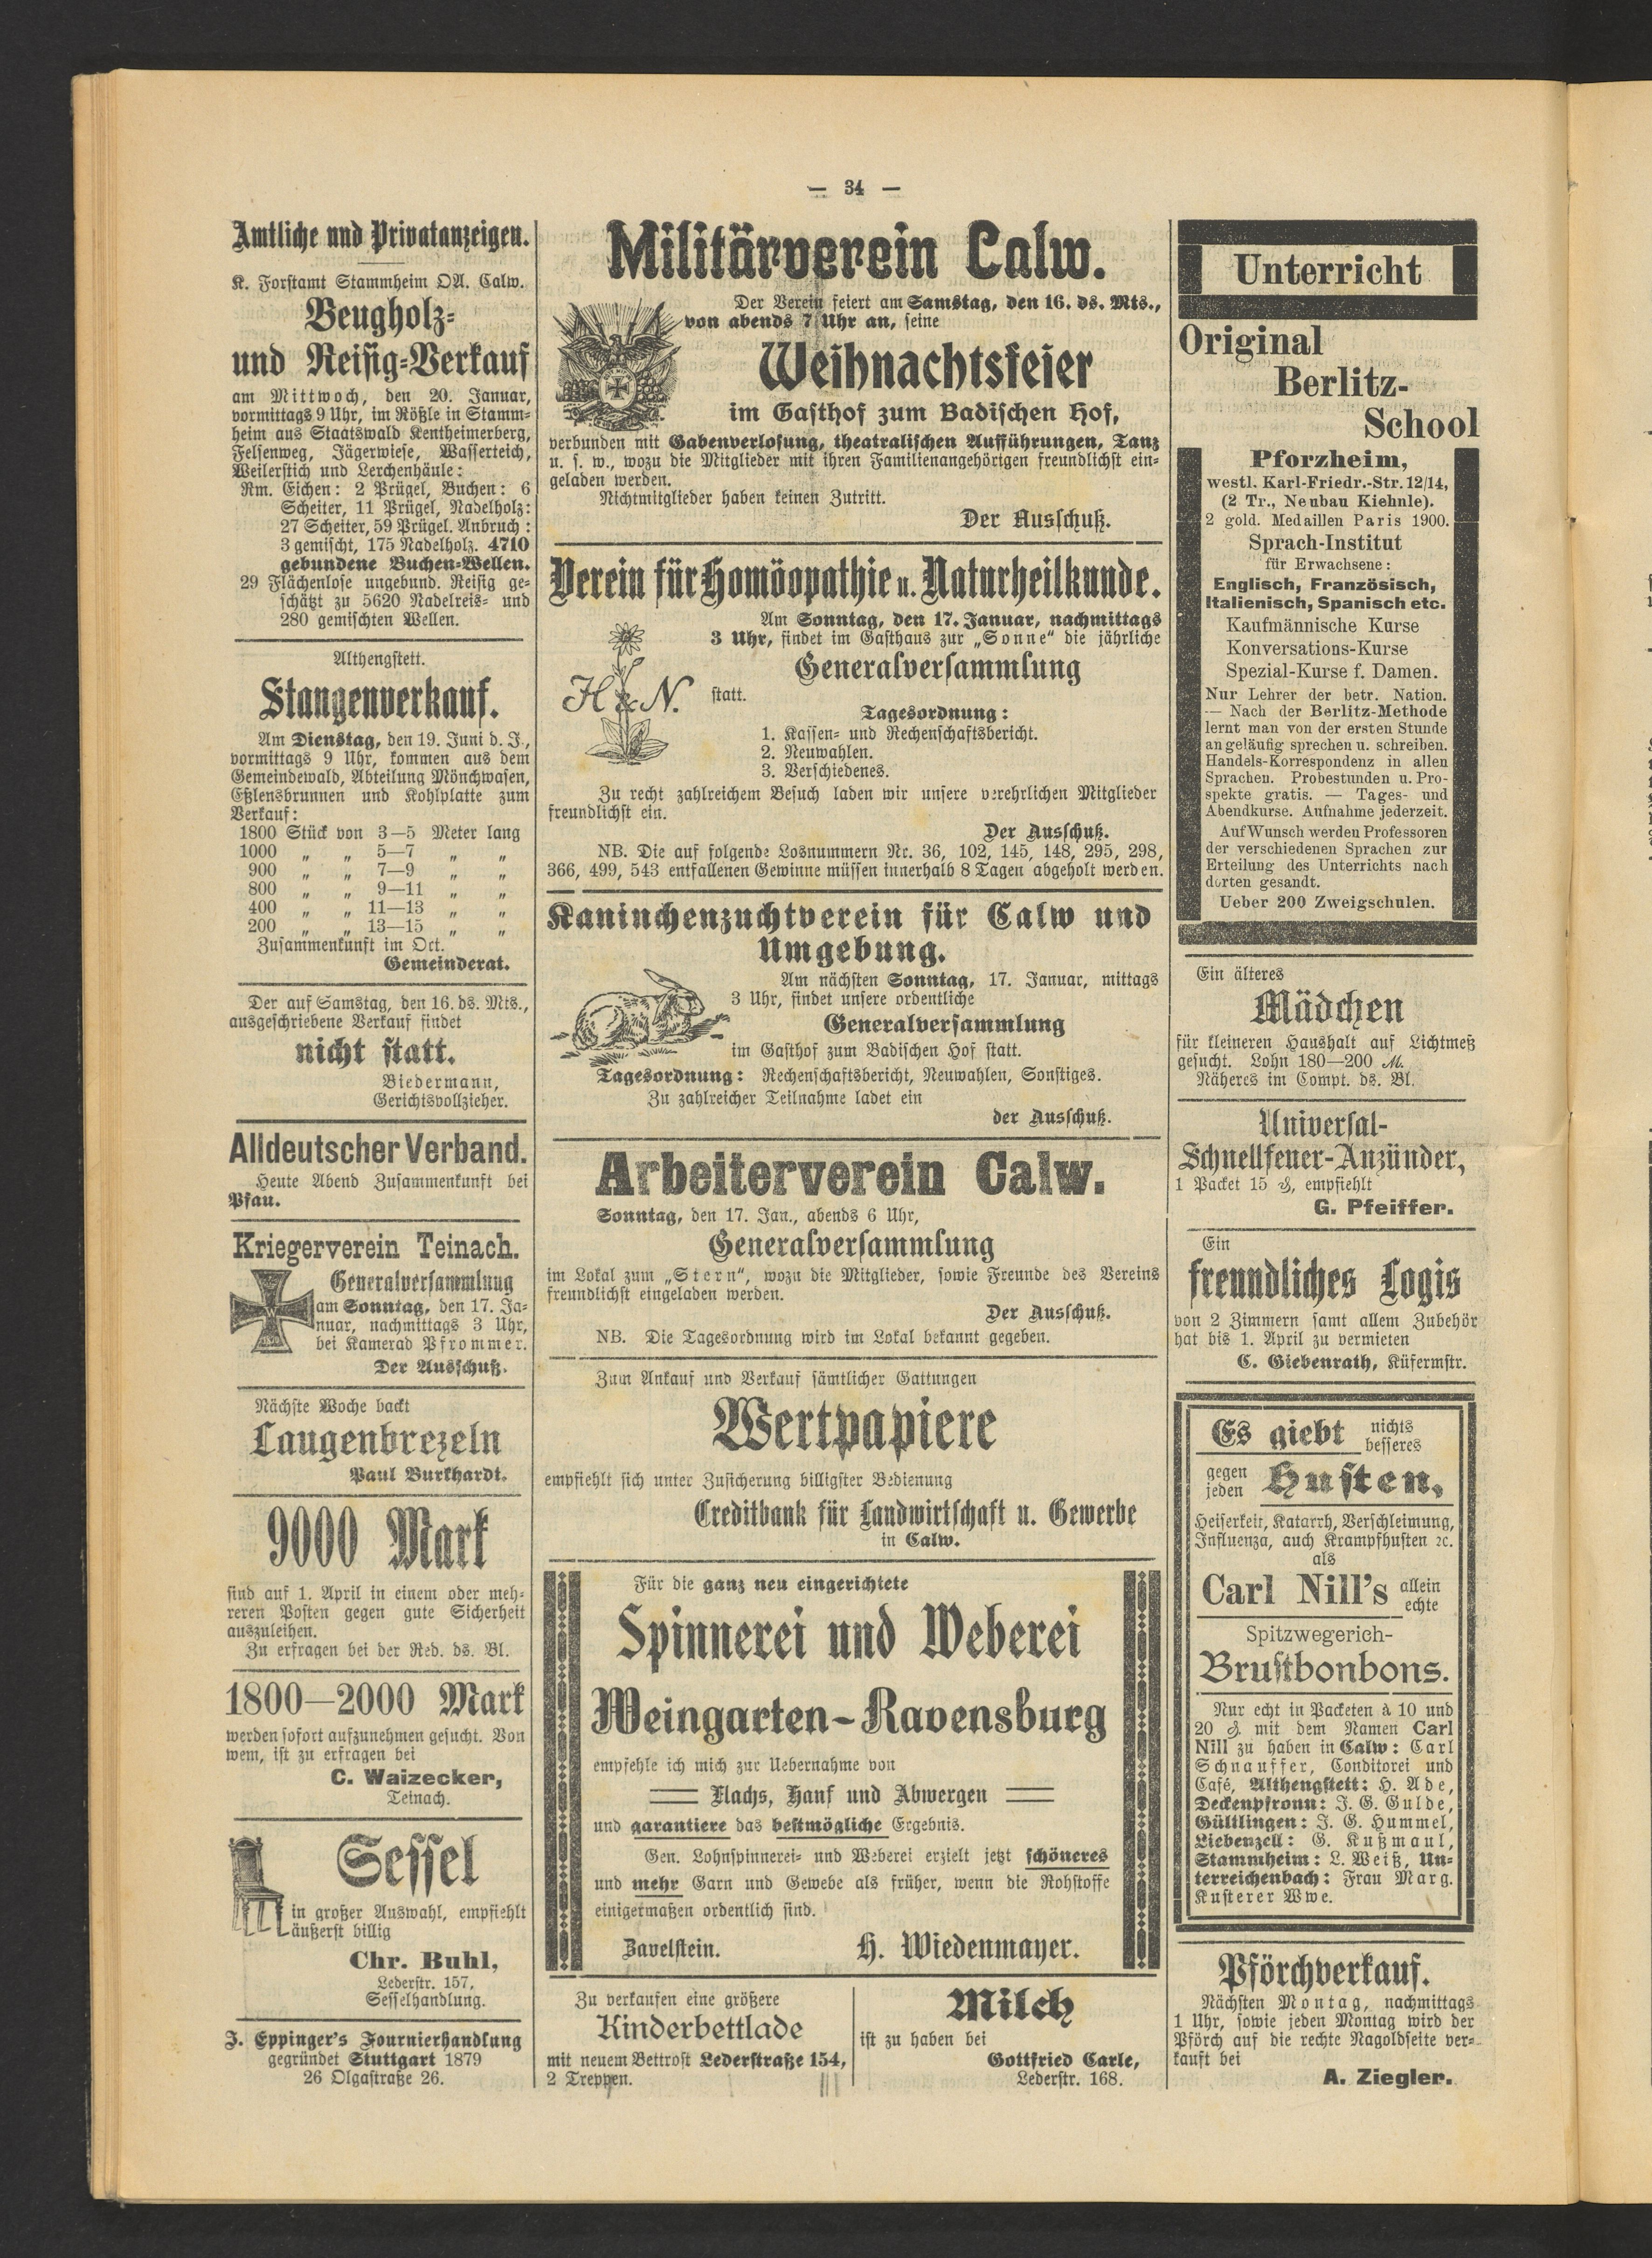 — 34 —
Amtliche und Privatanzeigen.
K. Forstamt Stammheim OA. Calw.
Beugholz-
und Reisig-Verkauf
am Mittwoch, den 20. Januar,
vormittags 9 Uhr, im Rößle in Stamm-
heim aus Staatswald Kentheimerberg,
Felsenweg, Jägerwiese, Wasserteich,
Weilerstich und Lerchenhäule:
Rm. Eichen: 2 Prügel, Buchen: 6
Scheiter, 11 Prügel, Nadelholz:
27 Scheiter, 59 Prügel. Anbruch:
3 gemischt, 175 Nadelholz. 4710
gebundene Buchen-Wellen.
29 Flächenlose ungebund. Reisig ge-
schätzt zu 5620 Nadelreis- und
280 gemischten Wellen.
Althengstett.
Stangenverkauf.
Am Dienstag, den 19. Juni d. J.,
vormittags 9 Uhr, kommen aus dem
Gemeindewald, Abteilung Mönchwasen,
Eßlensbrunnen und Kohlplatte zum
Verkauf:
1800 Stück von 3—5 Meter lang
1000 „ „ 5—7 „ „
900 „ „ 7—9 „ „
800 „ „ 9—11 „ „
400 „ „ 11—13 „ „
200 „ „ 13—15 „ „
Zusammenkunft im Oct.
Gemeinderat.
Der auf Samstag, den 16. ds. Mts.,
ausgeschriebene Verkauf findet
nicht statt.
Biedermann,
Gerichtsvollzieher.
Alldeutscher Verband.
Heute Abend Zusammenkunft bei
Pfau.
Kriegerverein Teinach.
Generalversammlung
am Sonntag, den 17. Ja-
nuar, nachmittags 3 Uhr,
bei Kamerad Pfrommer.
Der Ausschuß.
Nächste Woche backt
Laugenbrezeln
Paul Burkhardt.
9000 Mark
sind auf 1. April in einem oder meh-
reren Posten gegen gute Sicherheit
auszuleihen.
Zu erfragen bei der Red. ds. Bl.
1800—2000 Mark
werden sofort aufzunehmen gesucht. Von
wem, ist zu erfragen bei
C. Waizecker,
Teinach.
Sessel
in großer Auswahl, empfiehlt
äußerst billig
Chr. Buhl,
Lederstr. 157,
Sesselhandlung.
J. Eppinger's Fournierhandlung
gegründet Stuttgart 1879
26 Olgastraße 26.
Militärverein Calw.
Der Verein feiert am Samstag, den 16. ds. Mts.,
von abends 7 Uhr an, seine
Weihnachtsfeier
im Gasthof zum Badischen Hof,
verbunden mit Gabenverlosung, theatralischen Aufführungen, Tanz
u. s. w., wozu die Mitglieder mit ihren Familienangehörigen freundlichst ein-
geladen werden.
Nichtmitglieder haben keinen Zutritt.
Der Ausschuß.
Verein für Homöopathie u. Naturheilkunde.
Am Sonntag, den 17. Januar, nachmittags
3 Uhr, findet im Gasthaus zur „Sonne“ die jährliche
Generalversammlung
H & N.
statt.
Tagesordnung:
1. Kassen- und Rechenschaftsbericht.
2. Neuwahlen.
3. Verschiedenes.
Zu recht zahlreichem Besuch laden wir unsere verehrlichen Mitglieder
freundlichst ein.
Der Ausschuß.
NB. Die auf folgende Losnummern Nr. 36, 102, 145, 148, 295, 298,
366, 499, 543 entfallenen Gewinne müssen innerhalb 8 Tagen abgeholt werden.
Kaninchenzuchtverein für Calw und
Umgebung.
Am nächsten Sonntag, 17. Januar, mittags
3 Uhr, findet unsere ordentliche
Generalversammlung
im Gasthof zum Badischen Hof statt.
Tagesordnung: Rechenschaftsbericht, Neuwahlen, Sonstiges.
Zu zahlreicher Teilnahme ladet ein
der Ausschuß.
Arbeiterverein Calw.
Sonntag, den 17. Jan., abends 6 Uhr,
Generalversammlung
im Lokal zum „Stern“, wozu die Mitglieder, sowie Freunde des Vereins
freundlichst eingeladen werden.
Der Ausschuß.
NB. Die Tagesordnung wird im Lokal bekannt gegeben.
Zum Ankauf und Verkauf sämtlicher Gattungen
Wertpapiere
empfiehlt sich unter Zusicherung billigster Bedienung
Creditbank für Landwirtschaft u. Gewerbe
in Calw.
Für die ganz neu eingerichtete
Spinnerei und Weberei
Weingarten-Ravensburg
empfehle ich mich zur Uebernahme von
Flachs, Hanf und Abwergen
und garantiere das bestmögliche Ergebnis.
Gen. Lohnspinnerei- und Weberei erzielt jetzt schöneres
und mehr Garn und Gewebe als früher, wenn die Rohstoffe
einigermaßen ordentlich sind.
Zavelstein. H. Wiedenmayer.
Zu verkaufen eine größere
Kinderbettlade
mit neuem Bettrost Lederstraße 154,
2 Treppen.
Milch
ist zu haben bei
Gottfried Carle,
Lederstr. 168.
Unterricht
Original
Berlitz-
School
Pforzheim,
westl. Karl-Friedr.-Str. 12/14,
(2 Tr., Neubau Kiehnle).
2 gold. Medaillen Paris 1900.
Sprach-Institut
für Erwachsene:
Englisch, Französisch,
Italienisch, Spanisch etc.
Kaufmännische Kurse
Konversations-Kurse
Spezial-Kurse f. Damen.
Nur Lehrer der betr. Nation.
— Nach der Berlitz-Methode
lernt man von der ersten Stunde
an geläufig sprechen u. schreiben.
Handels-Korrespondenz in allen
Sprachen. Probestunden u. Pro-
spekte gratis. — Tages- und
Abendkurse. Aufnahme jederzeit.
Auf Wunsch werden Professoren
der verschiedenen Sprachen zur
Erteilung des Unterrichts nach
dorten gesandt.
Ueber 200 Zweigschulen.
Ein älteres
Mädchen
für kleineren Haushalt auf Lichtmeß
gesucht. Lohn 180—200 ℳ.
Näheres im Compt. ds. Bl.
Universal-
Schnellfeuer-Anzünder,
1 Packet 15 ₰, empfiehlt
G. Pfeiffer.
Ein
freundliches Logis
von 2 Zimmern samt allem Zubehör
hat bis 1. April zu vermieten
C. Giebenrath, Küfermstr.
Es giebt nichts besseres
gegen jeden Husten,
Heiserkeit, Katarrh, Verschleimung,
Influenza, auch Krampfhusten ꝛc.
als
Carl Nill's allein echte
Spitzwegerich-
Brustbonbons.
Nur echt in Packeten à 10 und
20 ₰ mit dem Namen Carl
Nill zu haben in Calw: Carl
Schnauffer, Conditorei und
Café, Althengstett: H. Ade,
Deckenpfronn: J. G. Gulde,
Gültlingen: J. G. Hummel,
Liebenzell: G. Kußmaul,
Stammheim: L. Weiß, Un-
terreichenbach: Frau Marg.
Kusterer Wwe.
Pförchverkauf.
Nächsten Montag, nachmittags
1 Uhr, sowie jeden Montag wird der
Pförch auf die rechte Nagoldseite ver-
kauft bei
A. Ziegler.